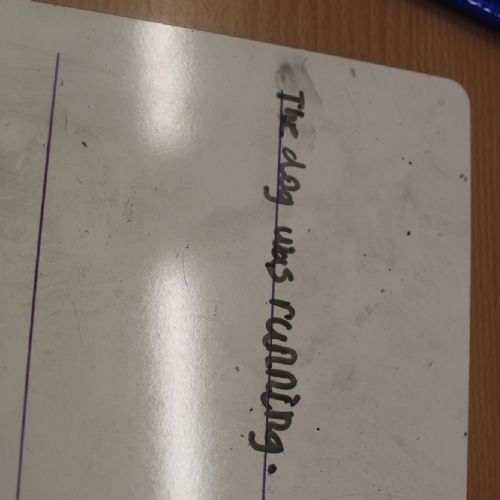 The dog was running.